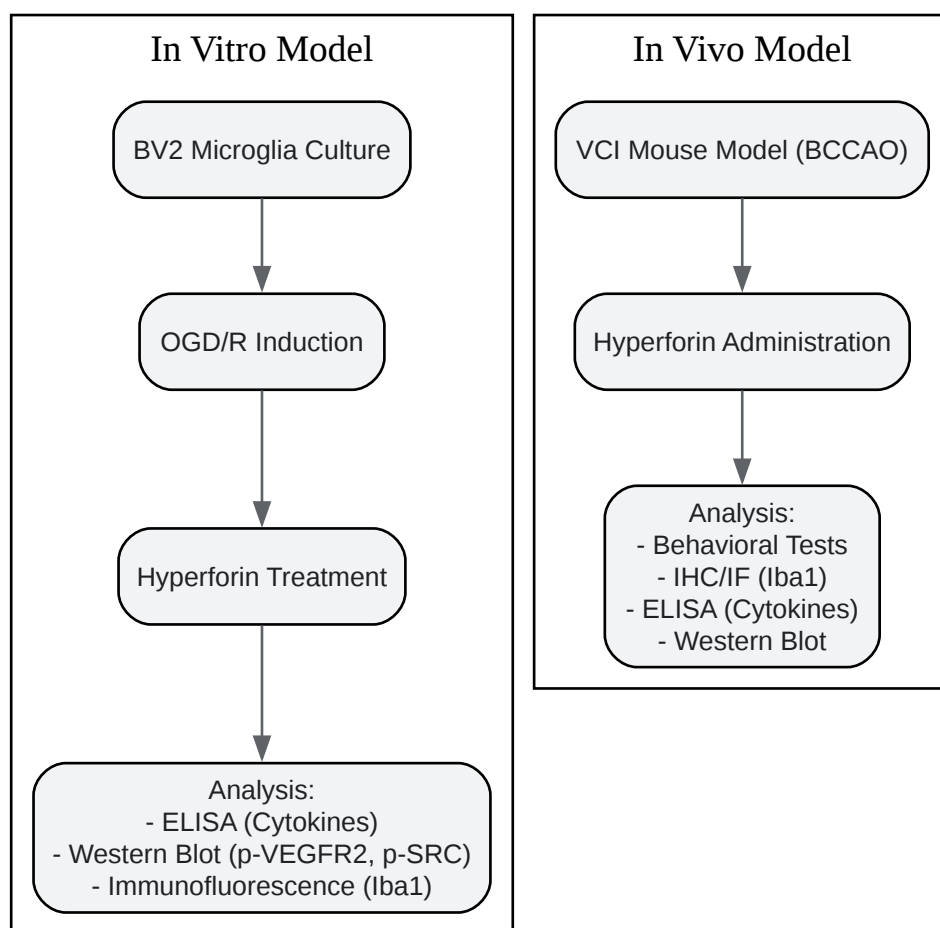 In Vitro Model
BV2 Microglia Culture
OGD/R Induction
Hyperforin Treatment
Analysis:
- ELISA (Cytokines)
- Western Blot (p-VEGFR2, p-SRC)
- Immunofluorescence (Iba1)
In Vivo Model
VCI Mouse Model (BCCAO)
Hyperforin Administration
Analysis:
- Behavioral Tests
- IHC/IF (Iba1)
- ELISA (Cytokines)
- Western Blot